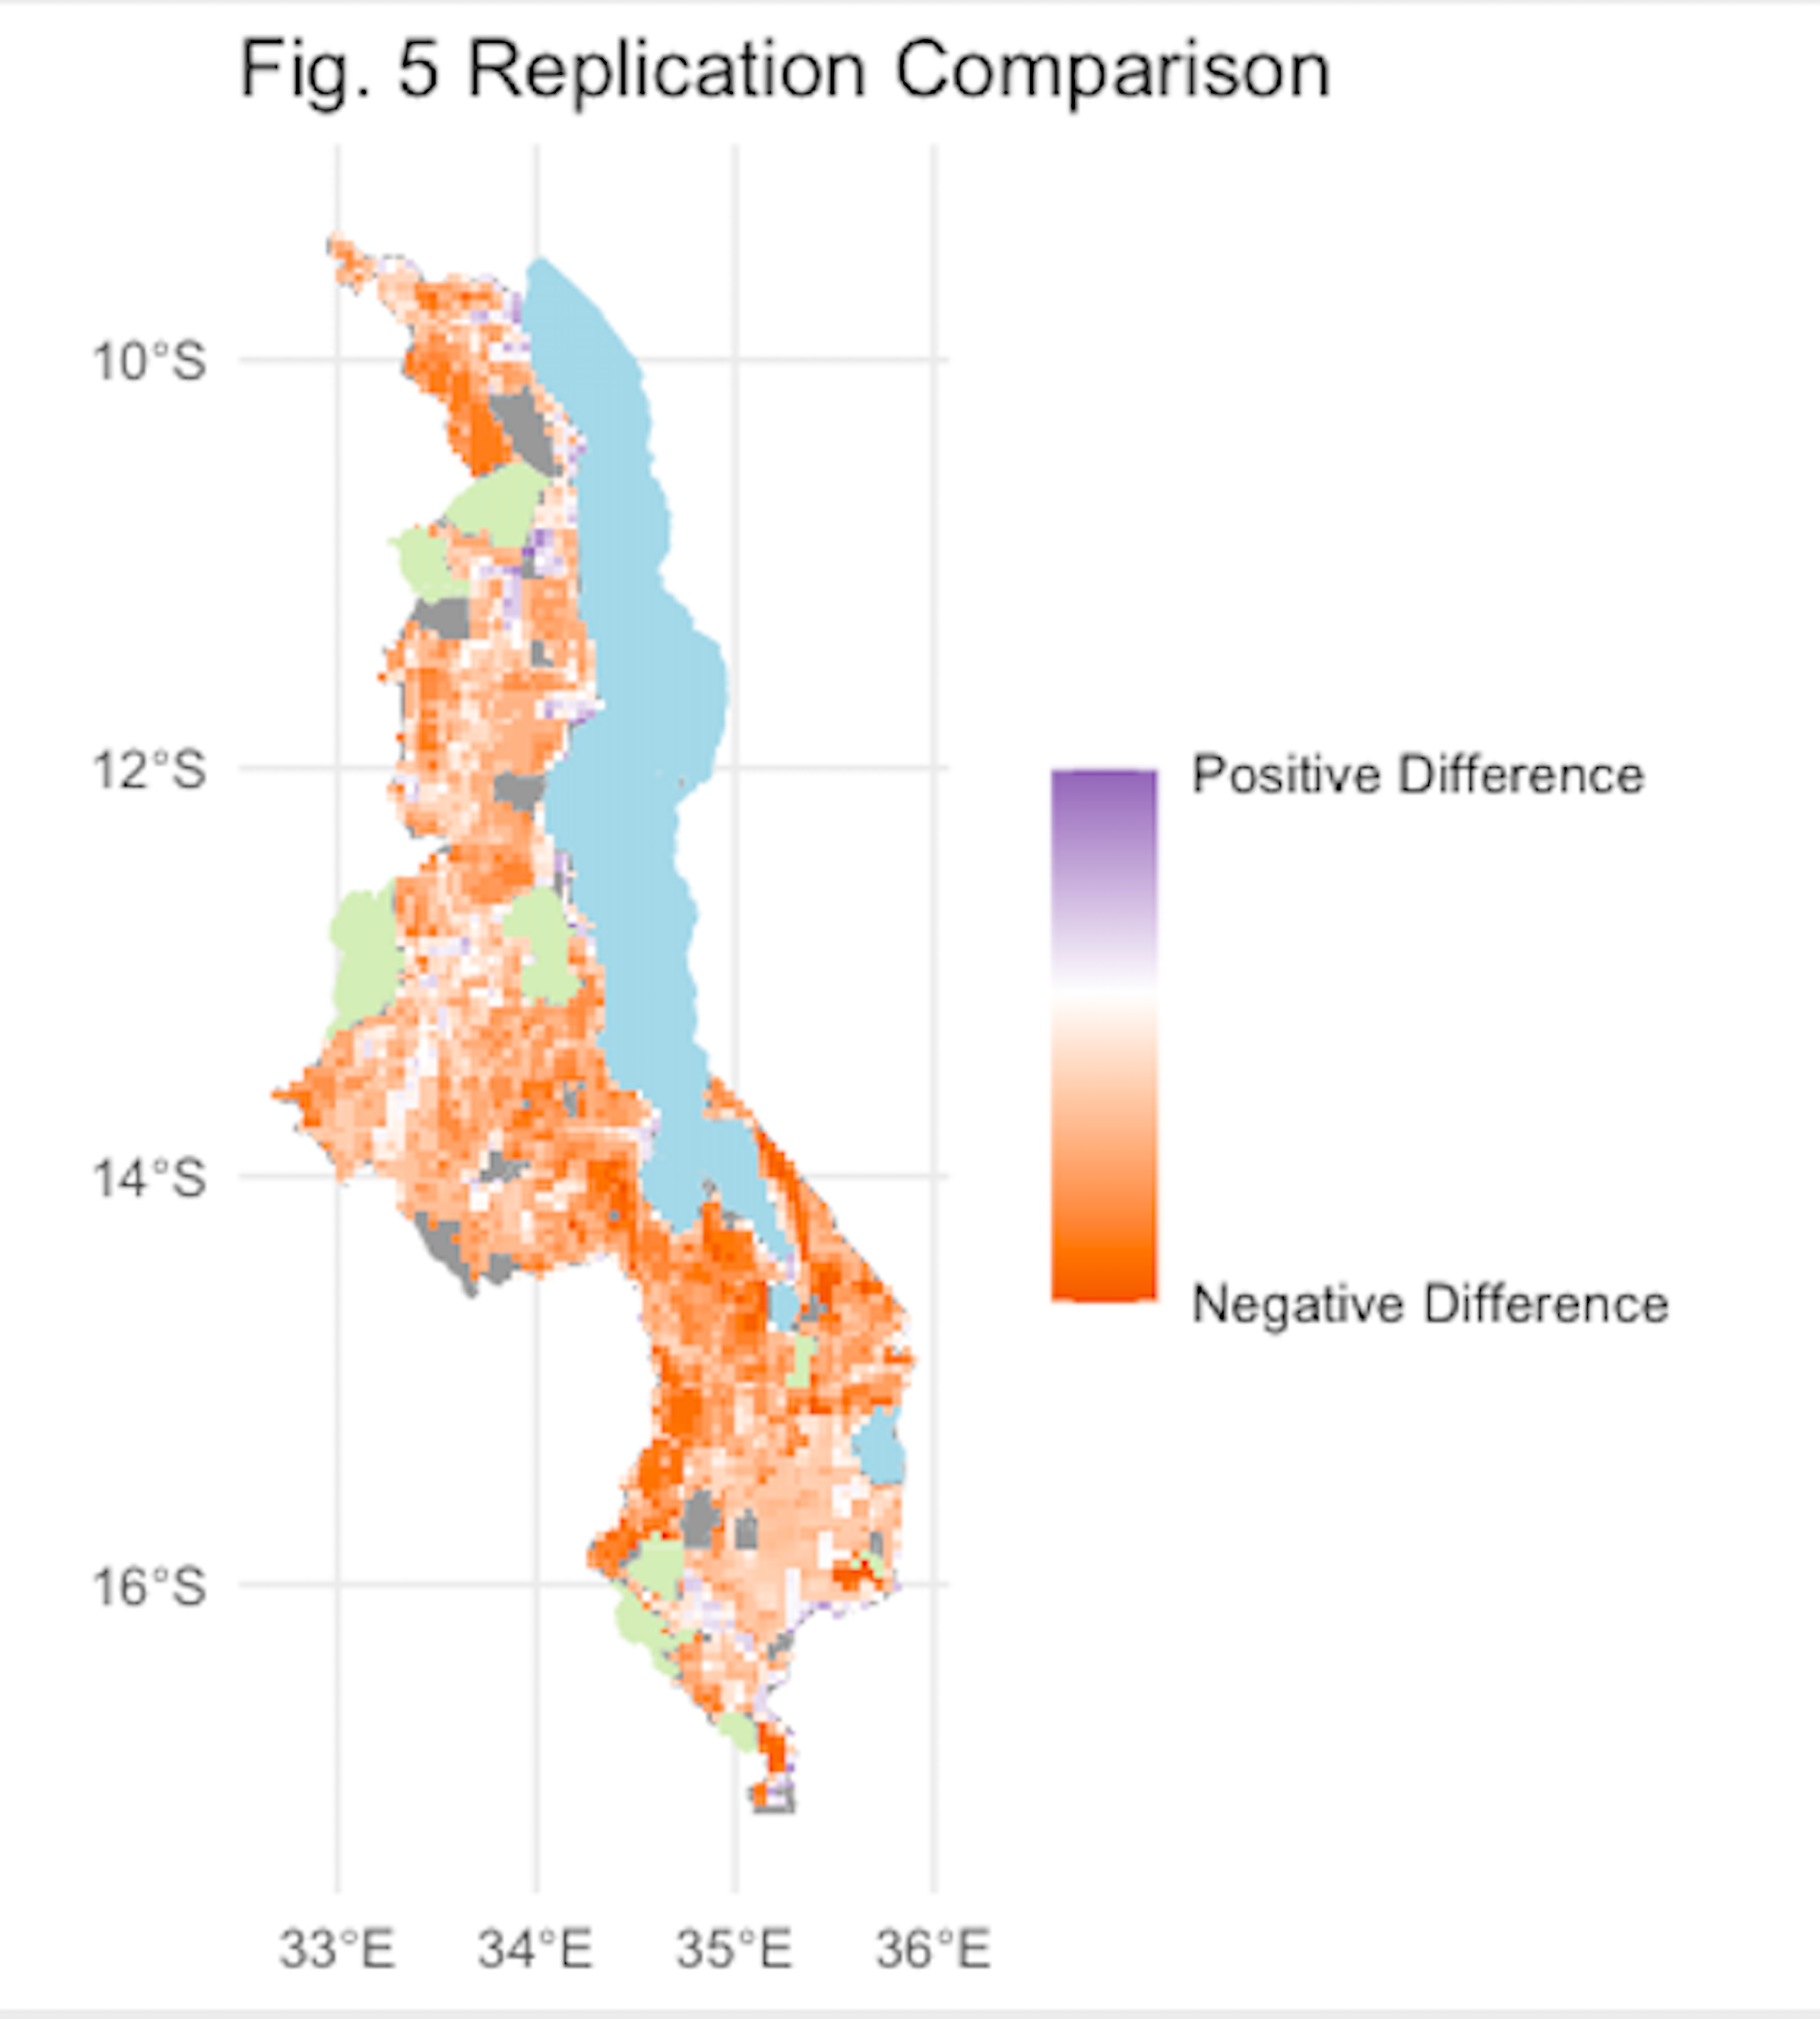 Fig. 5 Replication Comparison
10°S
12°S
14°S
16°S
33°E 34°E 35°E 36°E
Positive Difference
Negative Difference